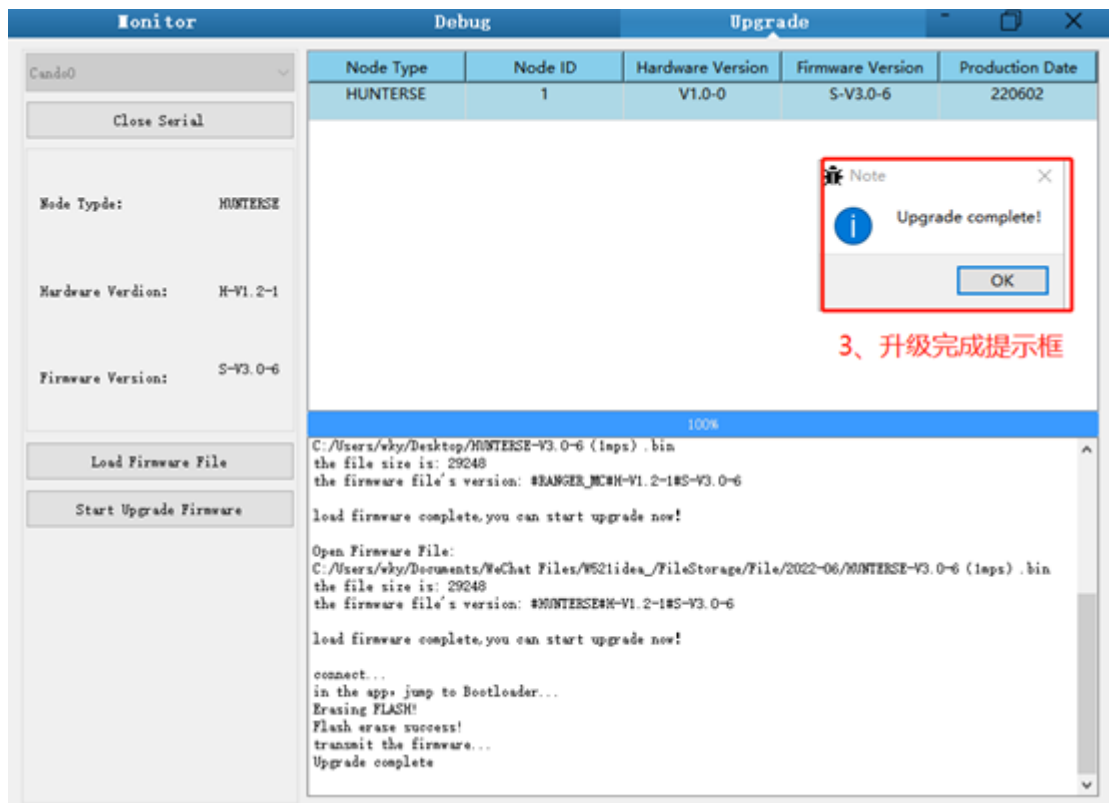 Monitor Debug Upgrade
Cando0
Close Serial
Node Typde: HUNTERSE
Hardware Verdion: H-V1.2-1
Firmware Version: S-V3.0-6
Load Firmware File
Start Upgrade Firmware
Node Type Node ID Hardware Version Firmware Version Production Date
HUNTERSE 1 V1.0-0 S-V3.0-6 220602
Note
Upgrade complete!
OK
3、升级完成提示框
100%
C:/Users/wky/Desktop/HUNTERSE-V3.0-6 (1mps) .bin
the file size is: 29248
the firmware file's version: #RANGER_MC#H-V1.2-1#S-V3.0-6
load firmware complete,you can start upgrade now!
Open Firmware File:
C:/Users/wky/Documents/WeChat Files/W521idea_/FileStorage/File/2022-06/HUNTERSE-V3.0-6 (1mps) .bin
the file size is: 29248
the firmware file's version: #HUNTERSE#H-V1.2-1#S-V3.0-6
load firmware complete,you can start upgrade now!
connect...
in the app, jump to Bootloader...
Erasing FLASH!
Flash erase success!
transmit the firmware...
Upgrade complete